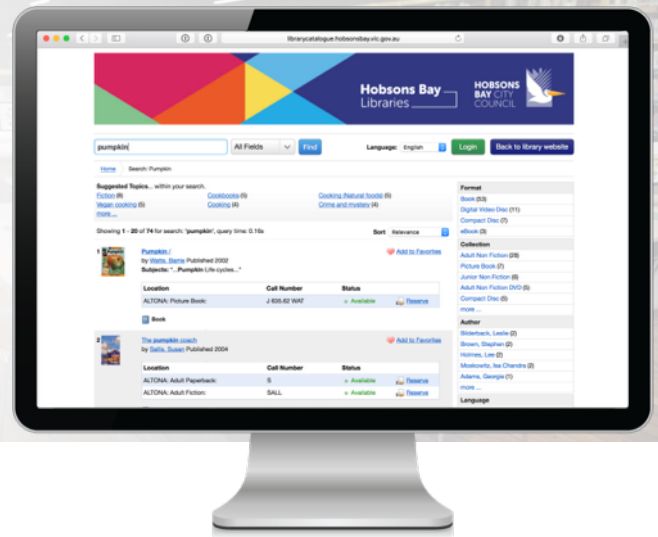 librarycatalogue.hobsonsbay.vic.gov.au
Hobsons Bay
Libraries
HOBSONS
BAY CITY
COUNCIL
pumpkin All Fields Find Language: English Login Back to library website
Home Search: Pumpkin
Suggested Topics... within your search.
Fiction (8) Cookbooks (5) Cooking (Natural foods) (5)
Vegan cooking (5) Cooking (4) Crime and mystery (4)
more ...
Showing 1 - 20 of 74 for search: 'pumpkin', query time: 0.16s Sort Relevance
1 Pumpkin / Add to Favorites
by Watts, Barrie Published 2002
Subjects: "...Pumpkin Life cycles..."
Location Call Number Status
ALTONA: Picture Book: J 635.62 WAT Available Reserve
Book
2 The pumpkin coach Add to Favorites
by Sallis, Susan Published 2004
Location Call Number Status
ALTONA: Adult Paperback: S Available Reserve
ALTONA: Adult Fiction: SALL Available Reserve
Format
Book (53)
Digital Video Disc (11)
Compact Disc (7)
eBook (3)
Collection
Adult Non Fiction (28)
Picture Book (7)
Junior Non Fiction (6)
Adult Non Fiction DVD (5)
Compact Disc (5)
more ...
Author
Bilderback, Leslie (2)
Brown, Stephan (2)
Holmes, Lee (2)
Moskowitz, Isa Chandra (2)
Adams, Georgie (1)
more ...
Language